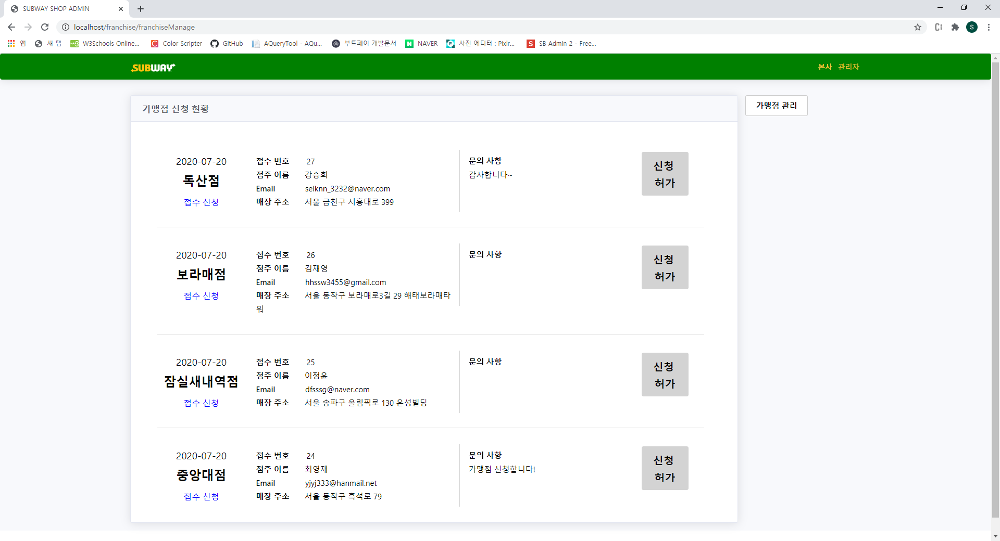 SUBWAY SHOP ADMIN
localhost/franchise/franchiseManage
S
앱 새 탭 W3Schools Online... Color Scripter GitHub AQueryTool - AQu... 부트페이 개발문서 NAVER 사진 에디터 : Pixlr... SB Admin 2 - Free...
SUBWAY 본사 관리자
가맹점 신청 현황
가맹점 관리
2020-07-20
독산점
접수 신청
접수 번호 27
점주 이름 강승희
Email selknn_3232@naver.com
매장 주소 서울 금천구 시흥대로 399
문의 사항
감사합니다~
신청
허가
2020-07-20
보라매점
접수 신청
접수 번호 26
점주 이름 김재영
Email hhssw3455@gmail.com
매장 주소 서울 동작구 보라매로3길 29 해태보라매타
워
문의 사항
신청
허가
2020-07-20
잠실새내역점
접수 신청
접수 번호 25
점주 이름 이정윤
Email dfsssg@naver.com
매장 주소 서울 송파구 올림픽로 130 은성빌딩
문의 사항
신청
허가
2020-07-20
중앙대점
접수 신청
접수 번호 24
점주 이름 최영재
Email yjyj333@hanmail.net
매장 주소 서울 동작구 흑석로 79
문의 사항
가맹점 신청합니다!
신청
허가